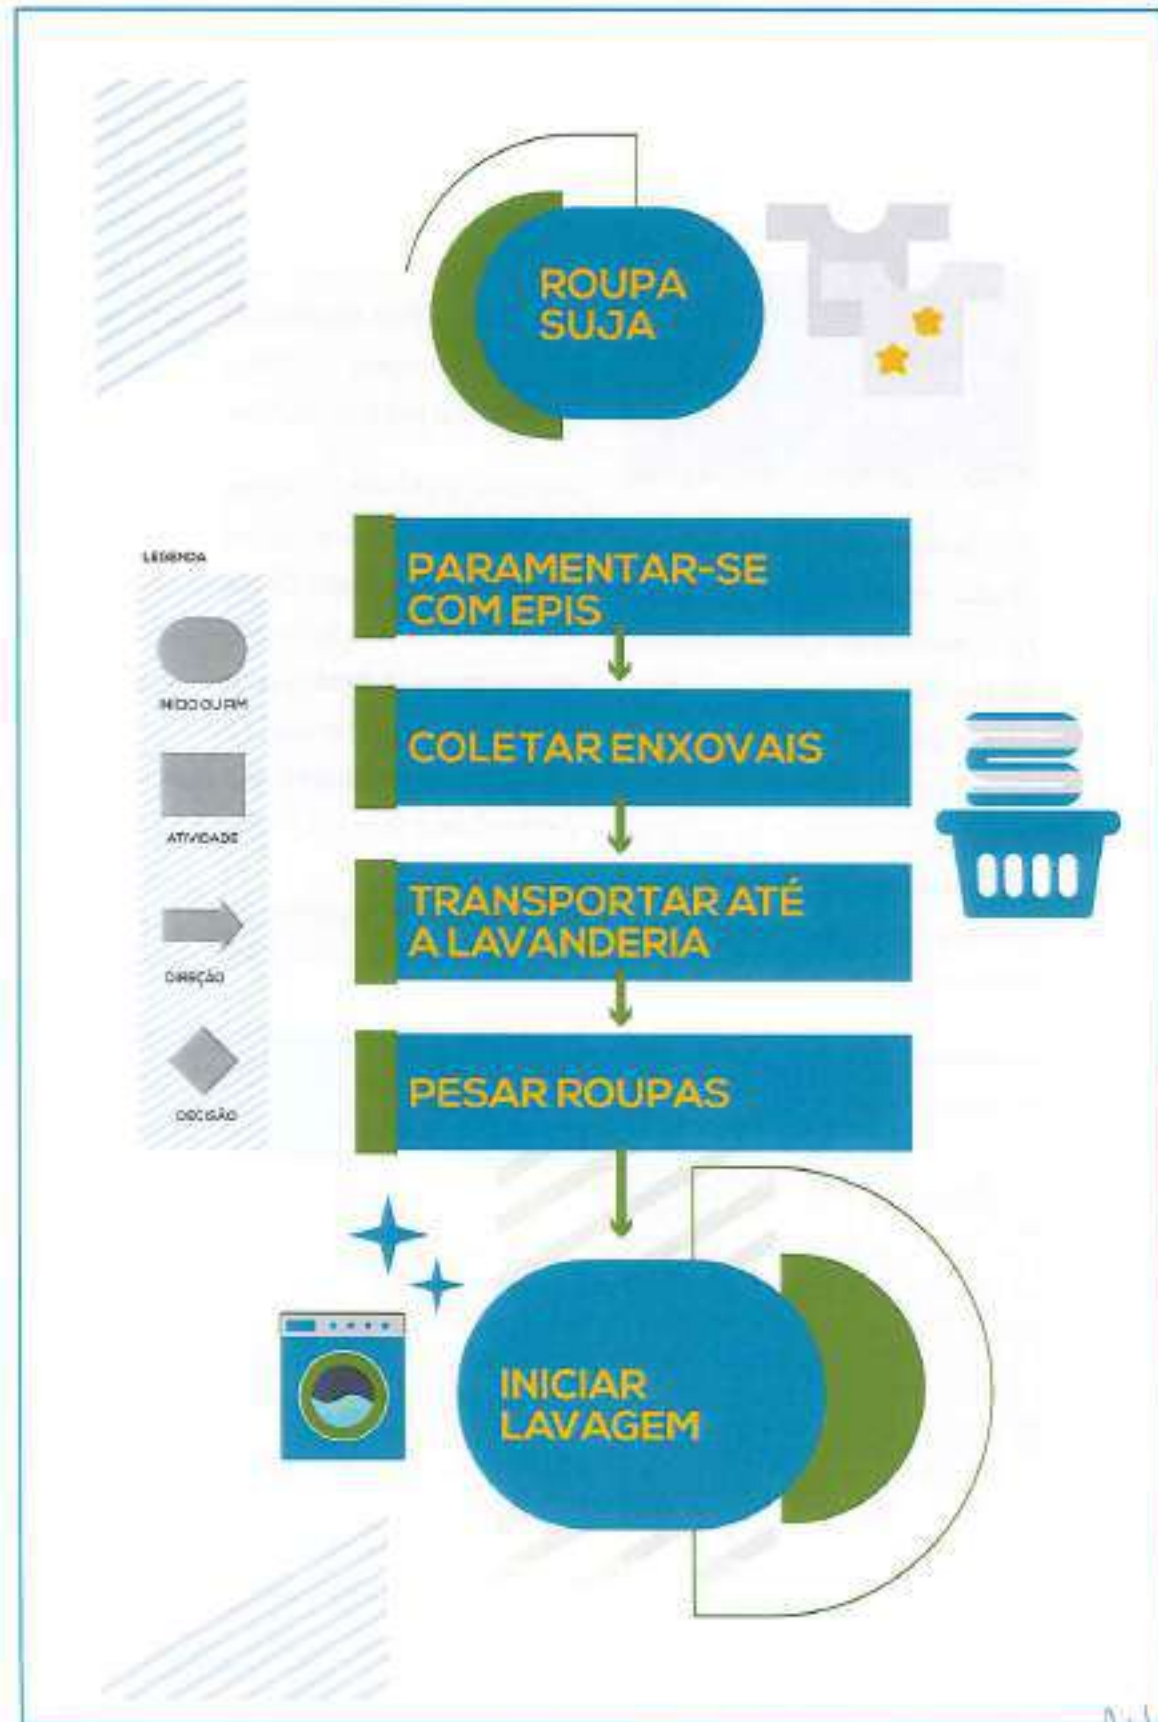 ROUPA
SUJA
PARAMENTAR-SE
COM EPIS
COLETAR ENXOVAIS
TRANSPORTAR ATÉ
A LAVANDERIA
PESAR ROUPAS
INICIAR
LAVAGEM
LEGENDA
INICIO OU FIM
ATIVIDADE
DIREÇÃO
DECISÃO